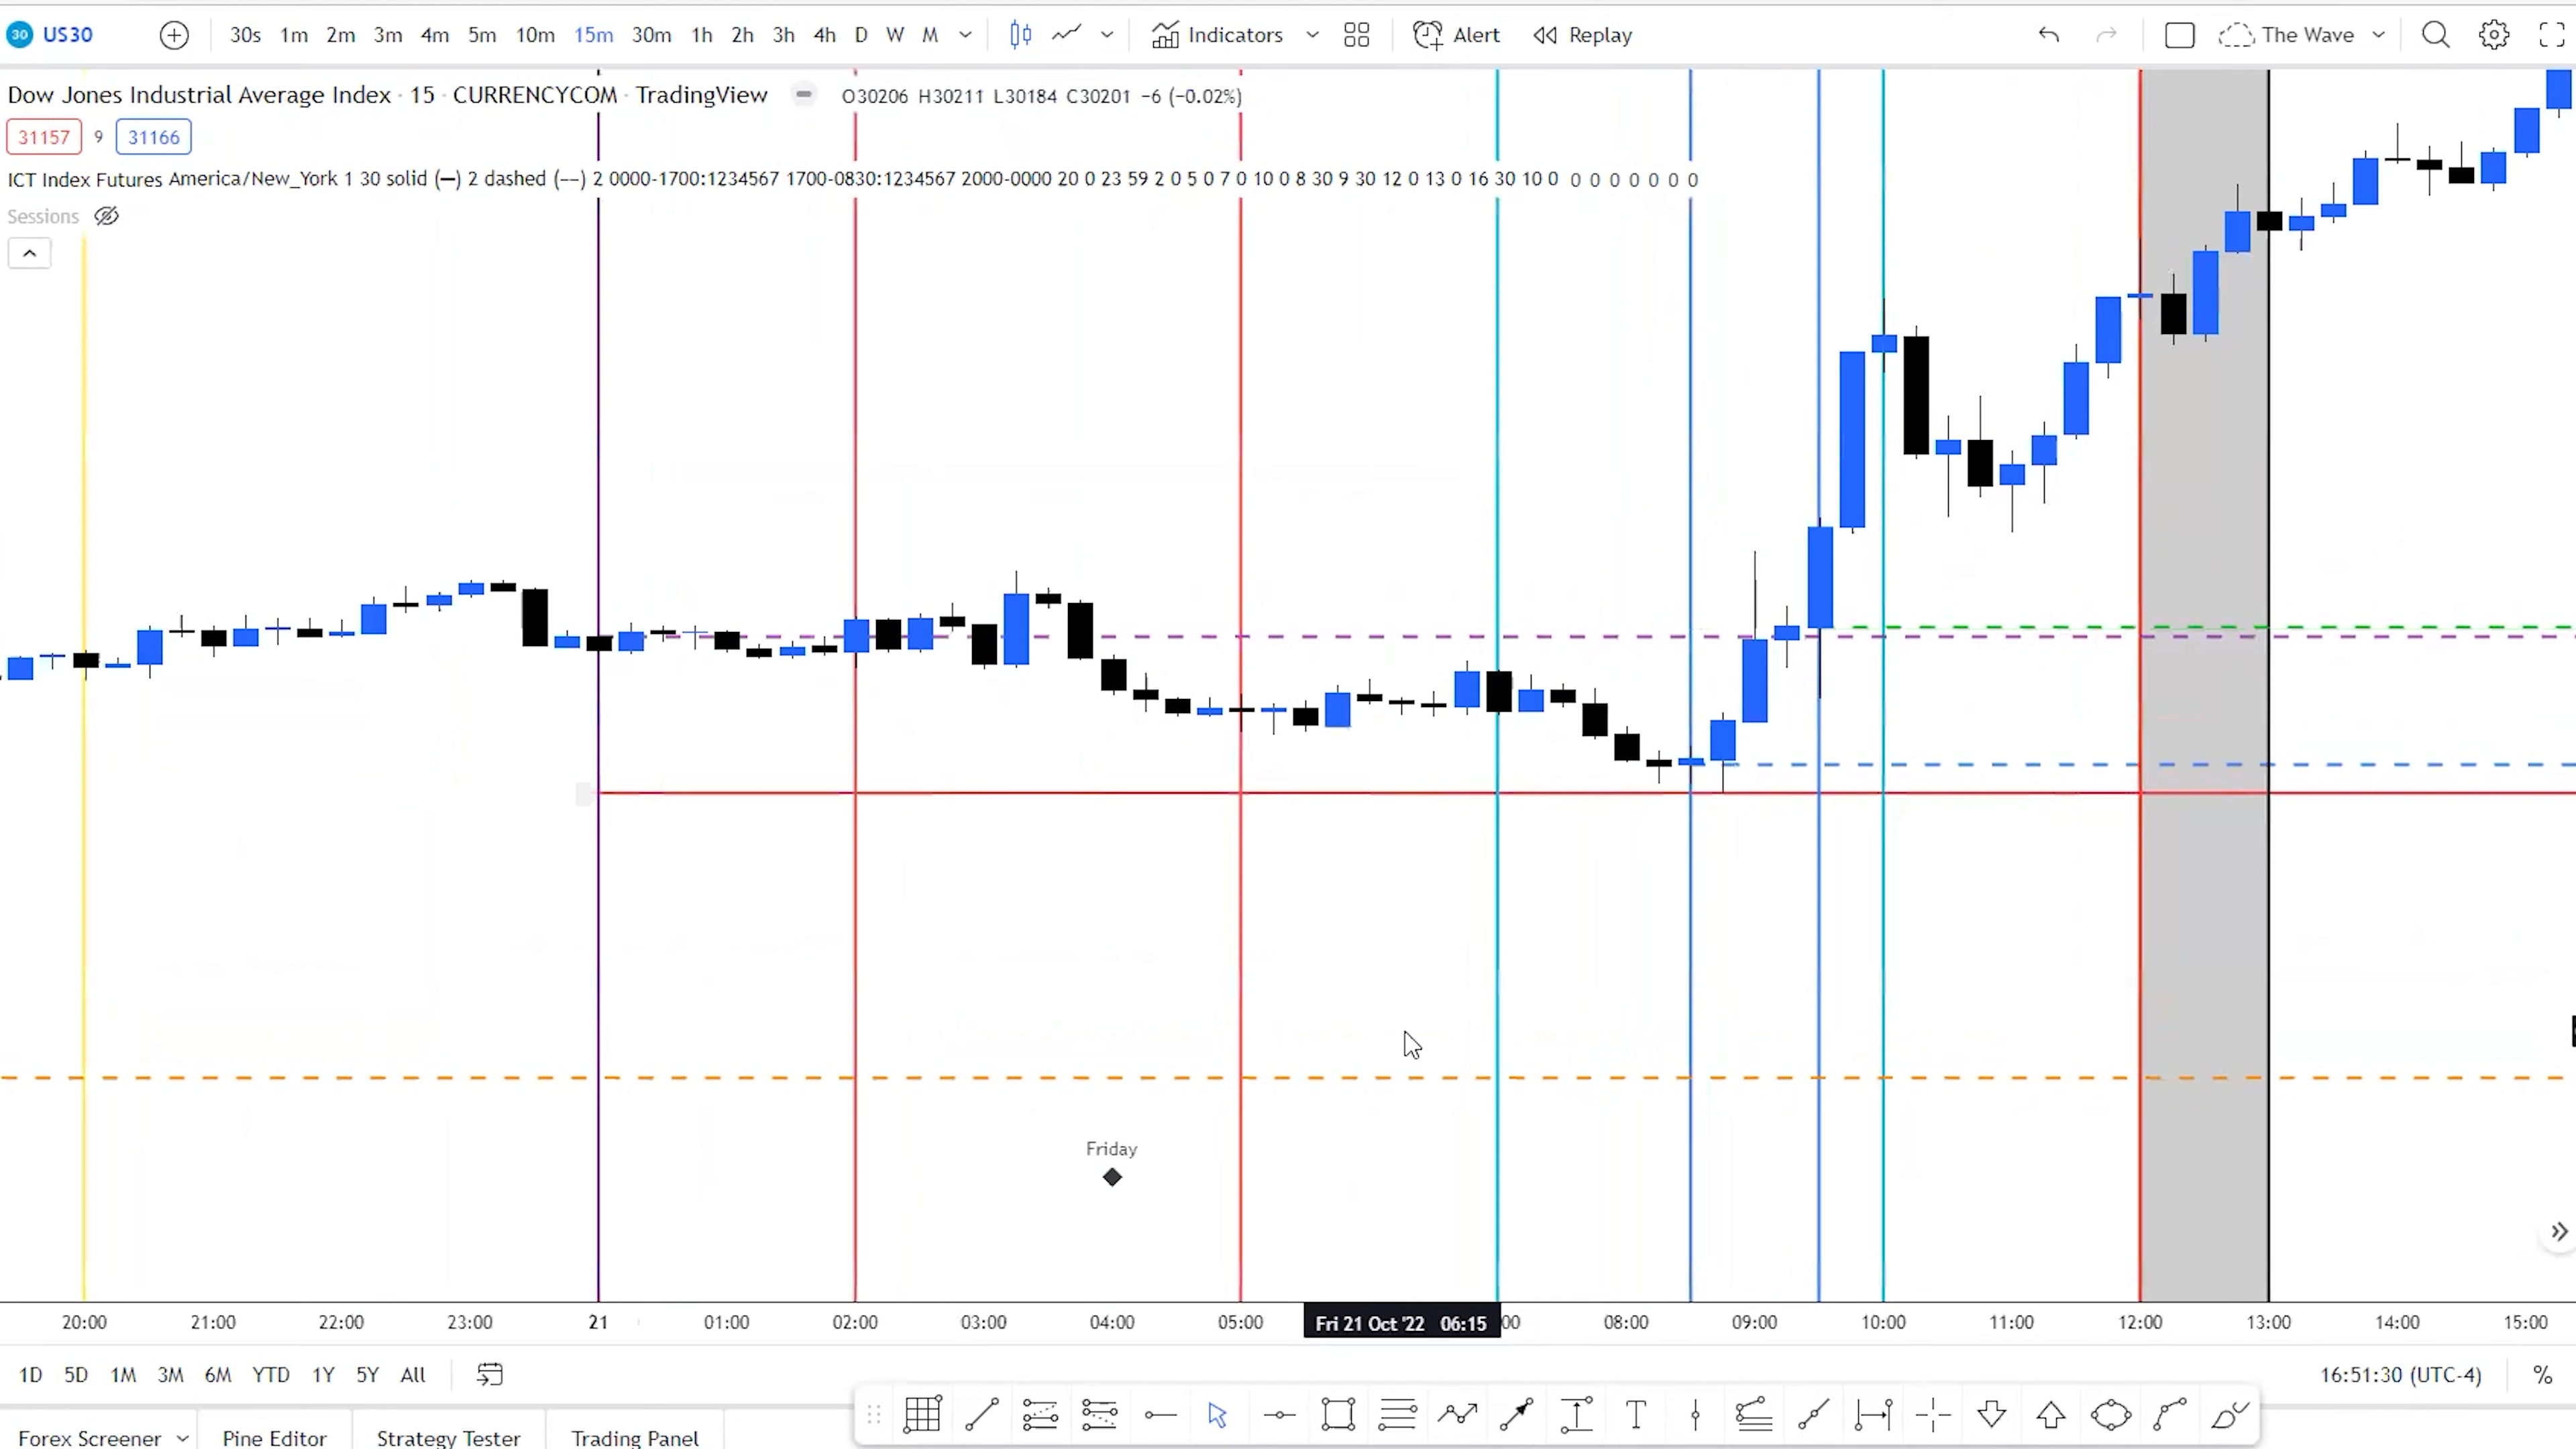 30 US30 30s 1m 2m 3m 4m 5m 10m 15m 30m 1h 2h 3h 4h D W M Indicators Alert Replay The Wave
Dow Jones Industrial Average Index · 15 · CURRENCYCOM · TradingView O30206 H30211 L30184 C30201 −6 (−0.02%)
31157 9 31166
ICT Index Futures America/New_York 1 30 solid (—) 2 dashed (---) 2 0000-1700:1234567 1700-0830:1234567 2000-0000 20 0 23 59 2 0 5 0 7 0 10 0 8 30 9 30 12 0 13 0 16 30 10 0 0 0 0 0 0 0 0
Sessions
Friday
20:00 21:00 22:00 23:00 21 01:00 02:00 03:00 04:00 05:00 Fri 21 Oct '22 06:15 :00 08:00 09:00 10:00 11:00 12:00 13:00 14:00 15:00
1D 5D 1M 3M 6M YTD 1Y 5Y All 16:51:30 (UTC-4) %
Forex Screener Pine Editor Strategy Tester Trading Panel